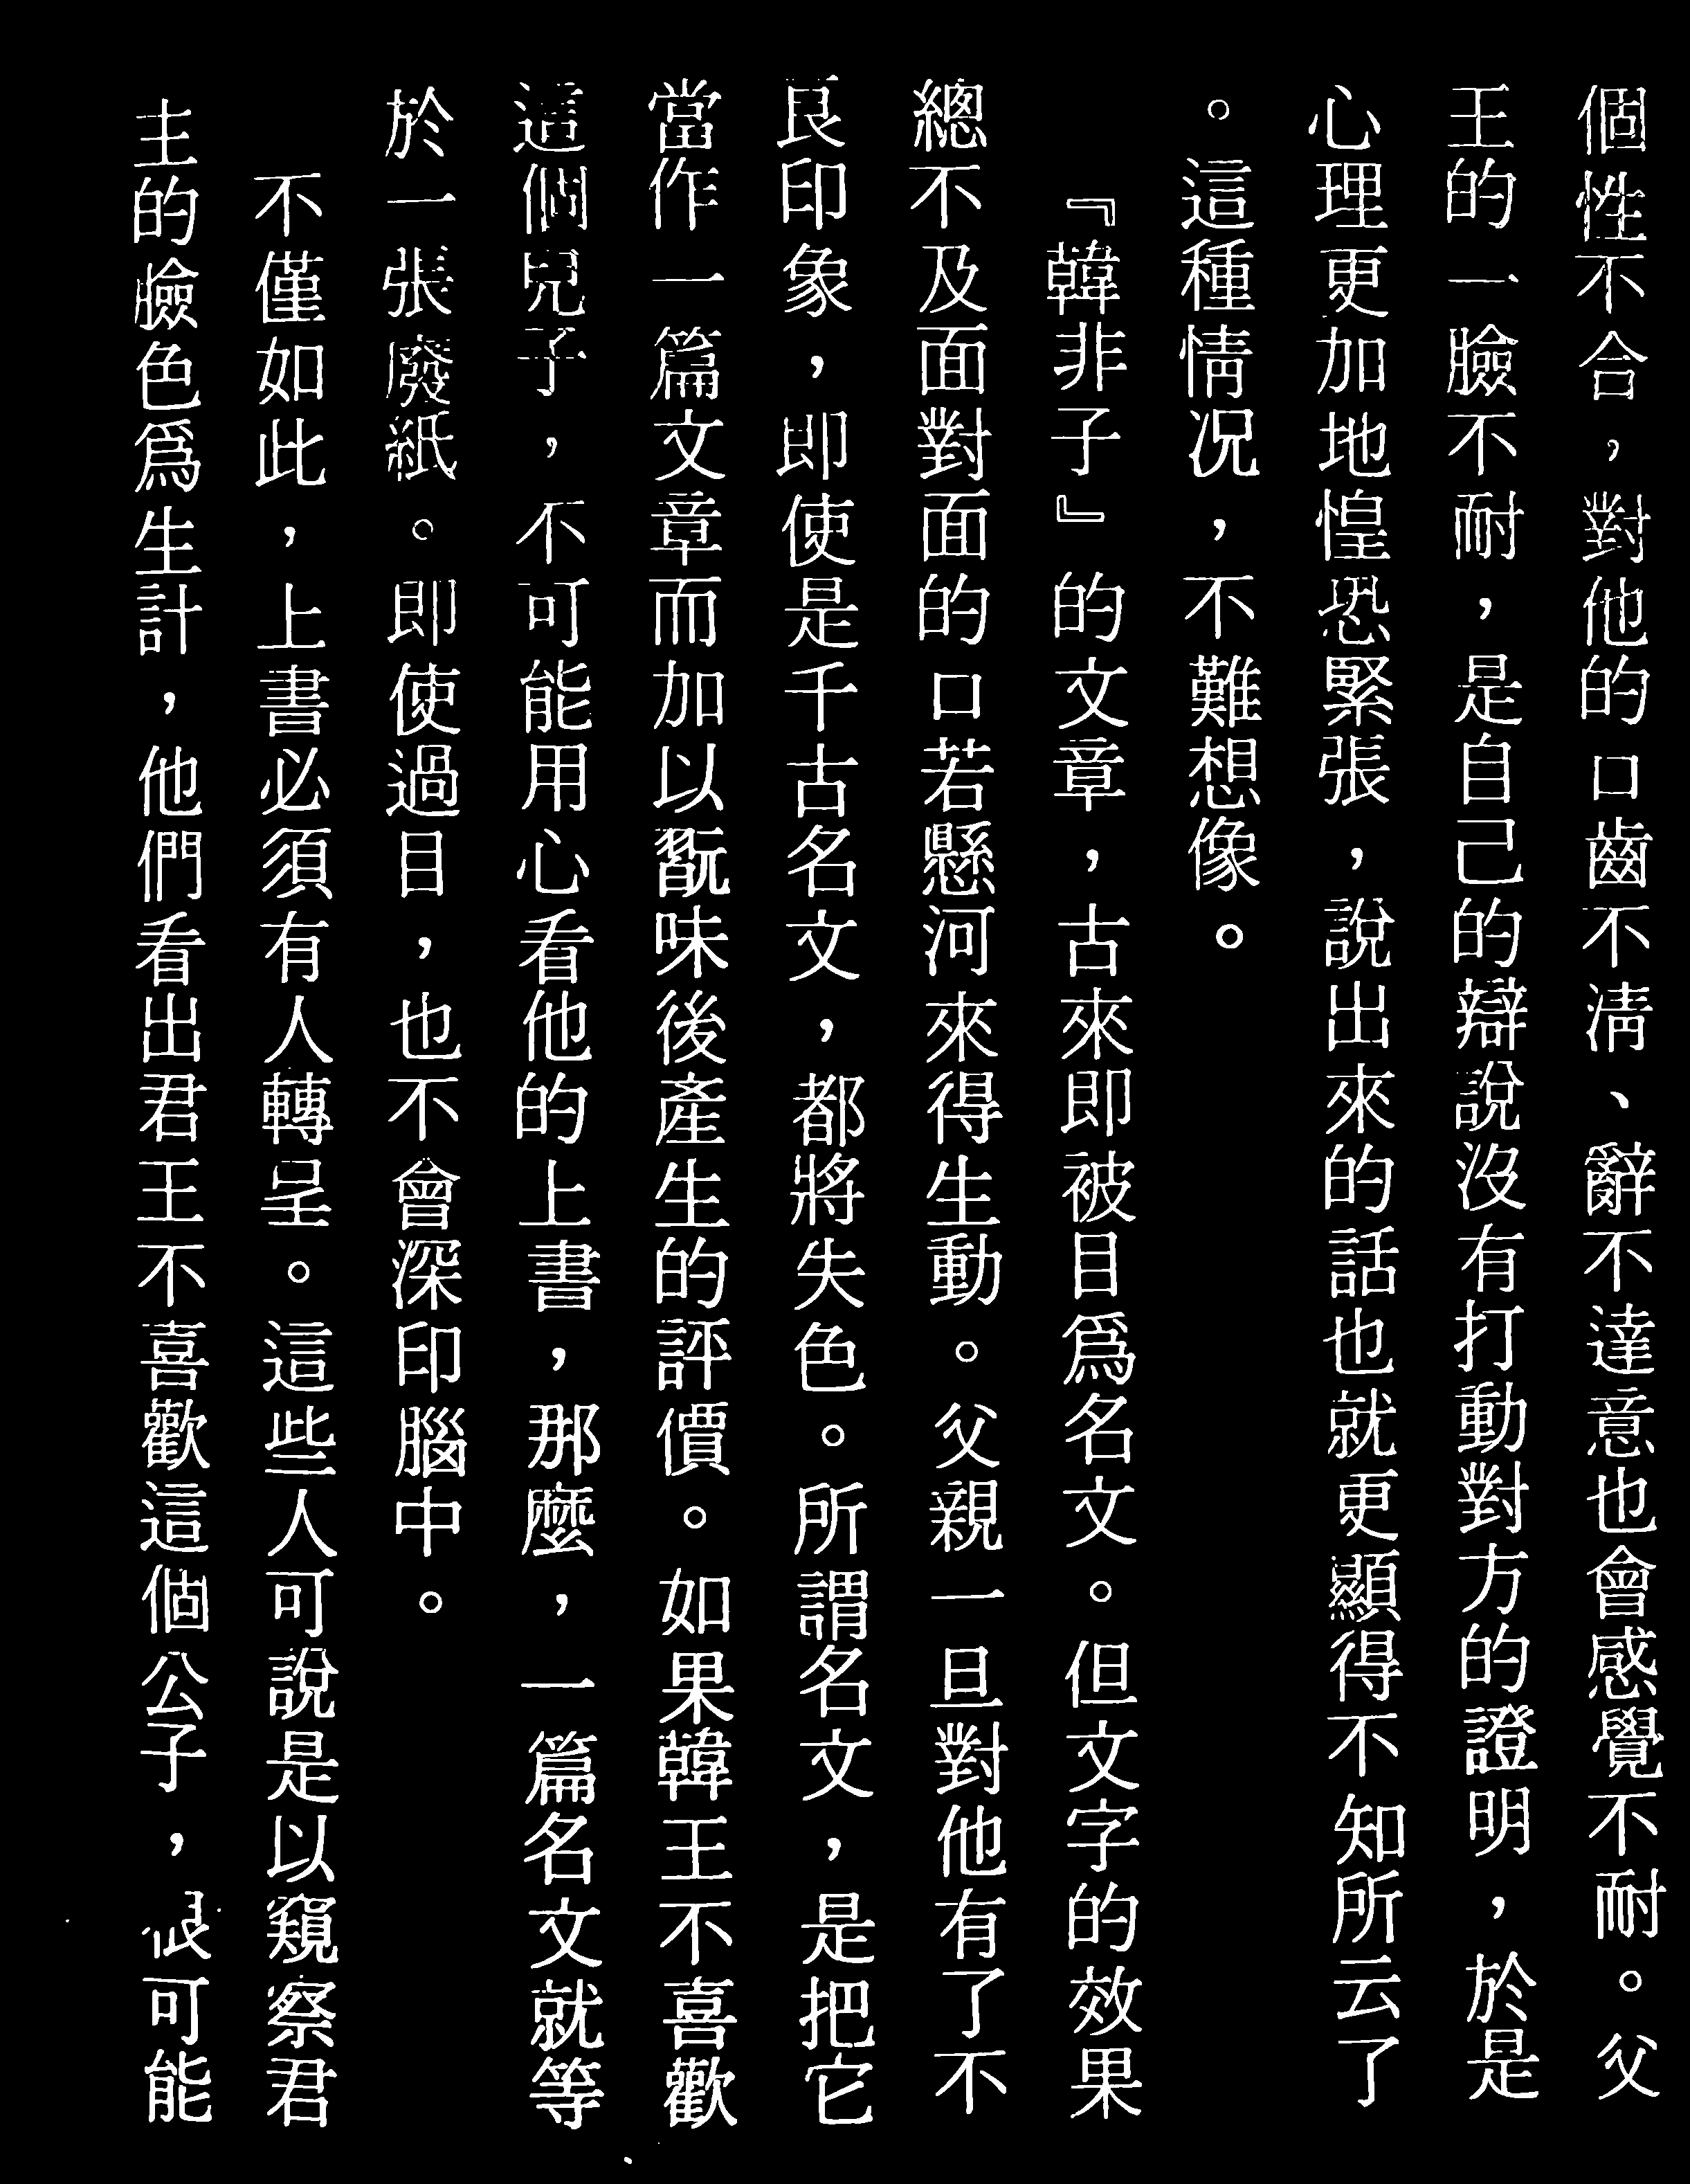 個性不合，對他的口齒不淸、辭不達意也會感覺不耐。父
王的一臉不耐，是自己的辯說沒有打動對方的證明，於是
心理更加地惶恐緊張，說出來的話也就更顯得不知所云了
。這種情况，不難想像。
『韓非子』的文章，古來即被目爲名文。但文字的效果
總不及面對面的口若懸河來得生動。父親一旦對他有了不
良印象，即使是千古名文，都將失色。所謂名文，是把它
當作一篇文章而加以翫味後產生的評價。如果韓王不喜歡
這個兒子，不可能用心看他的上書，那麼，一篇名文就等
於一張廢紙。即使過目，也不會深印腦中。
不僅如此，上書必須有人轉呈。這些人可說是以窺察君
主的臉色爲生計，他們看出君王不喜歡這個公子，很可能